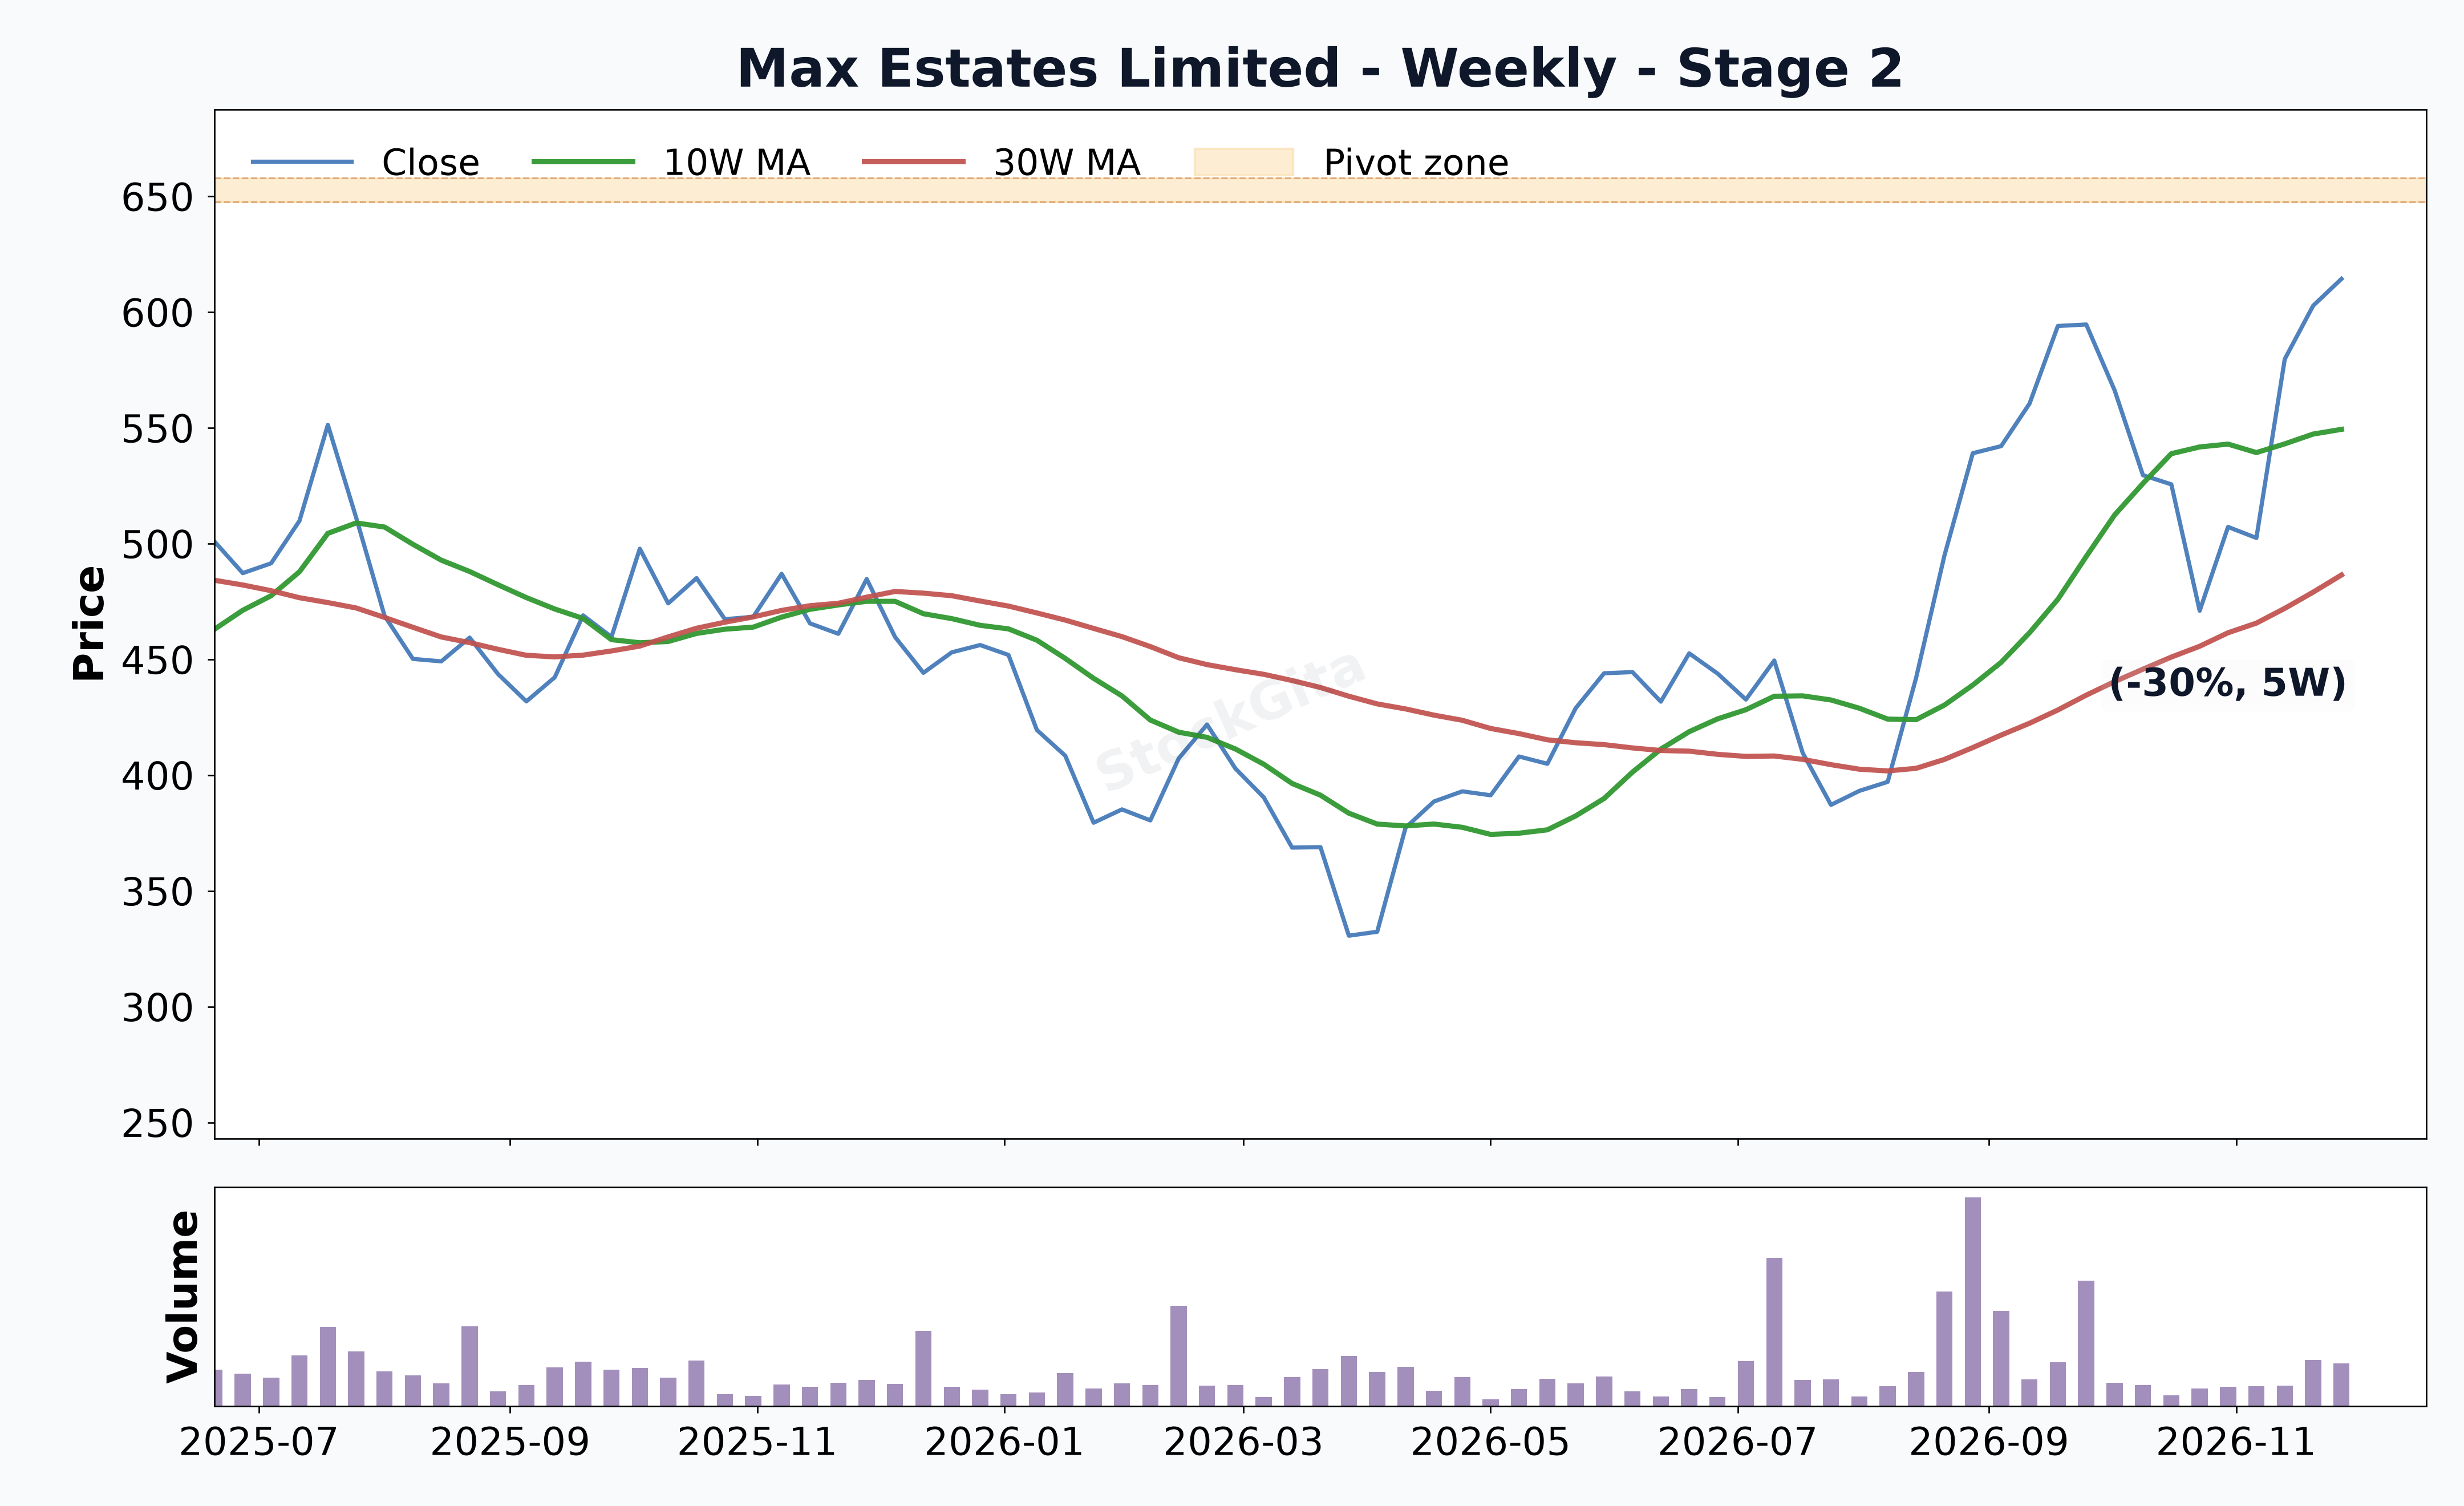 Max Estates Limited - Weekly - Stage 2
Close 10W MA 30W MA Pivot zone
Price
650
600
550
500
450
400
350
300
250
StockGita
(-30%, 5W)
Volume
2025-07 2025-09 2025-11 2026-01 2026-03 2026-05 2026-07 2026-09 2026-11